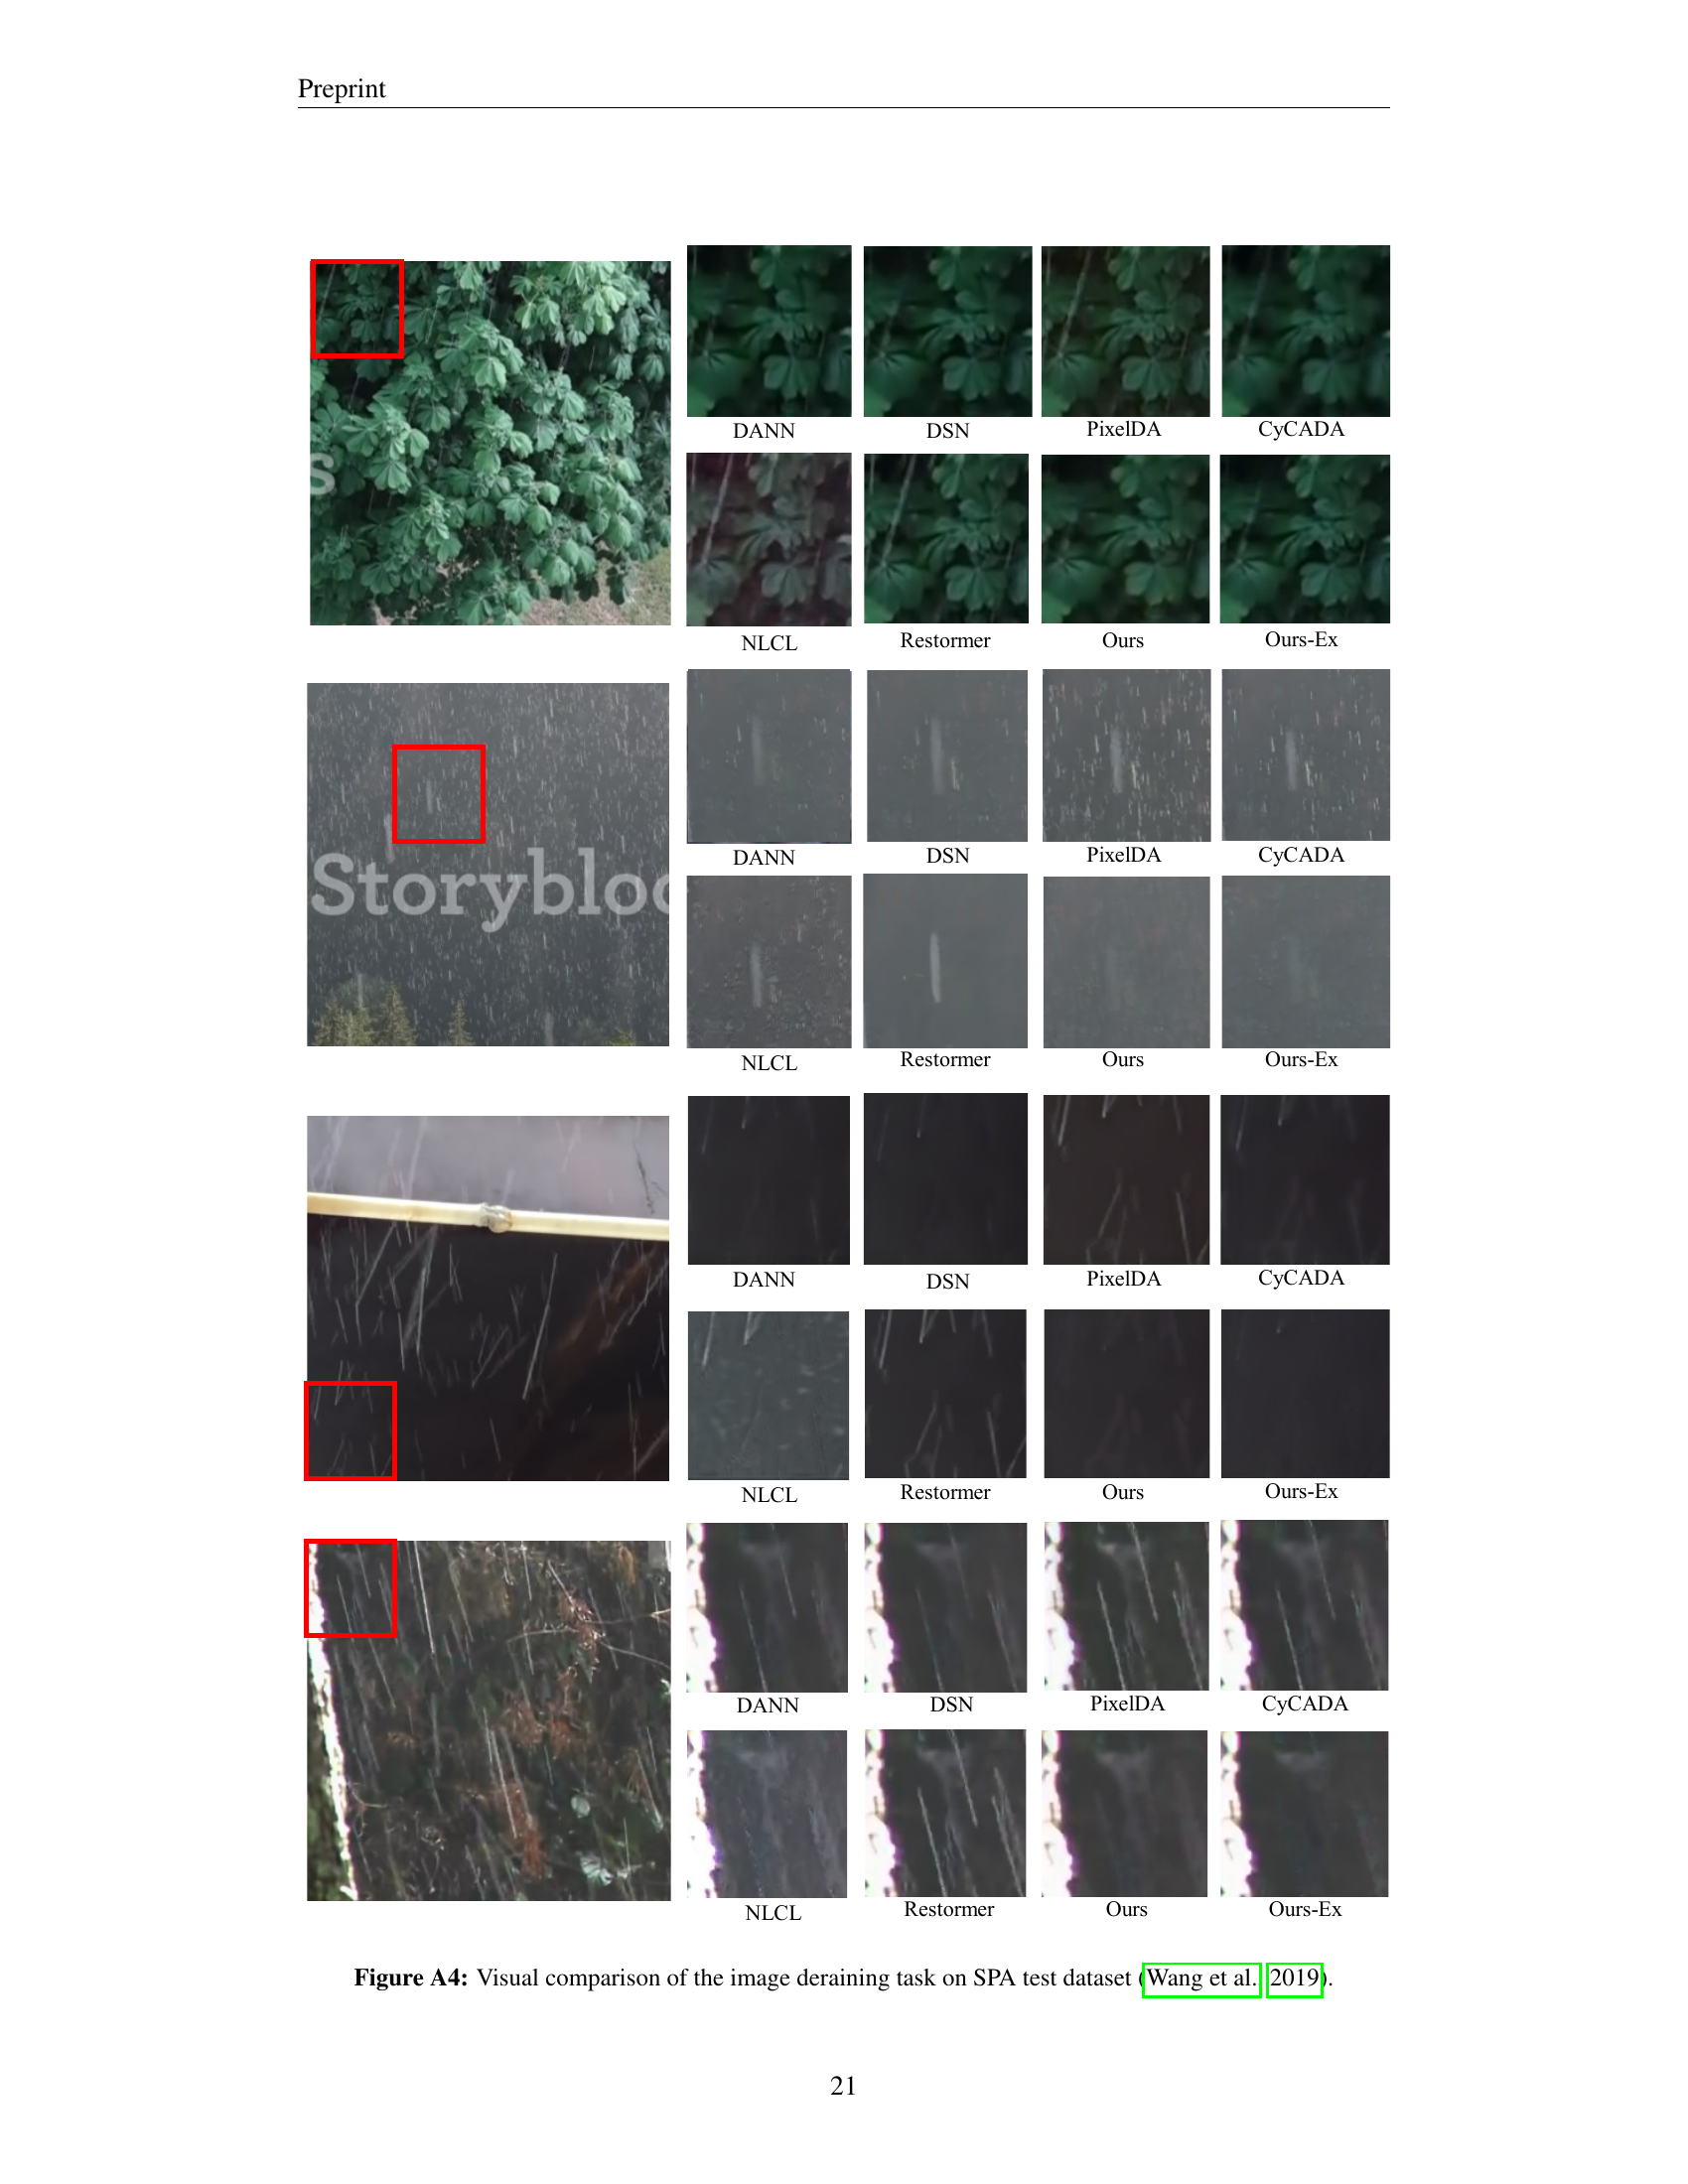 Preprint
s
DANN DSN PixelDA CyCADA
NLCL Restormer Ours Ours-Ex
Storybloc
DANN DSN PixelDA CyCADA
NLCL Restormer Ours Ours-Ex
DANN DSN PixelDA CyCADA
NLCL Restormer Ours Ours-Ex
DANN DSN PixelDA CyCADA
NLCL Restormer Ours Ours-Ex
Figure A4: Visual comparison of the image deraining task on SPA test dataset (Wang et al. 2019).
21